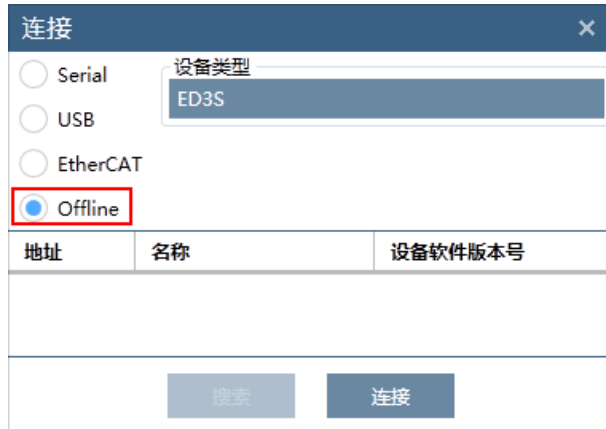 连接
Serial
设备类型
ED3S
USB
EtherCAT
Offline
地址 名称 设备软件版本号
搜索 连接